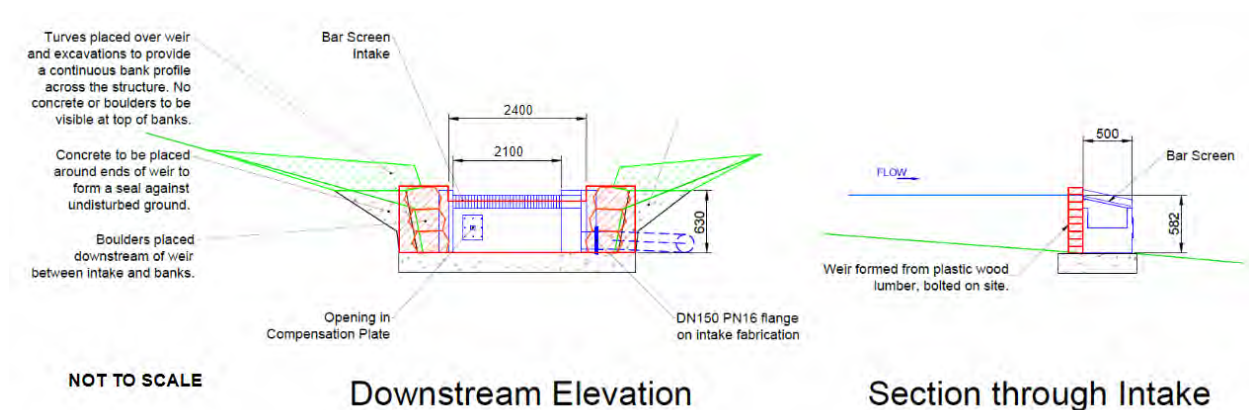 Turves placed over weir
and excavations to provide
a continuous bank profile
across the structure. No
concrete or boulders to be
visible at top of banks.
Concrete to be placed
around ends of weir to
form a seal against
undisturbed ground.
Boulders placed
downstream of weir
between intake and banks.
Bar Screen
Intake
2400
2100
630
Opening in
Compensation Plate
DN150 PN16 flange
on intake fabrication
NOT TO SCALE
Downstream Elevation
500
Bar Screen
FLOW
582
Weir formed from plastic wood
lumber, bolted on site.
Section through Intake